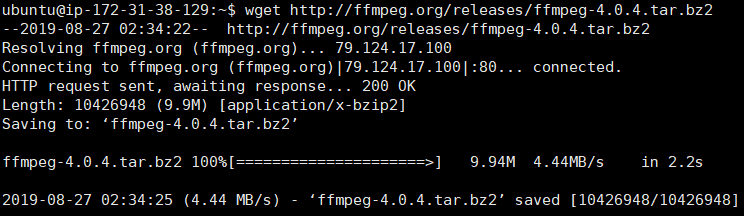 ubuntu@ip-172-31-38-129:~$ wget http://ffmpeg.org/releases/ffmpeg-4.0.4.tar.bz2
--2019-08-27 02:34:22--  http://ffmpeg.org/releases/ffmpeg-4.0.4.tar.bz2
Resolving ffmpeg.org (ffmpeg.org)... 79.124.17.100
Connecting to ffmpeg.org (ffmpeg.org)|79.124.17.100|:80... connected.
HTTP request sent, awaiting response... 200 OK
Length: 10426948 (9.9M) [application/x-bzip2]
Saving to: ‘ffmpeg-4.0.4.tar.bz2’
ffmpeg-4.0.4.tar.bz2 100%[=====================>]   9.94M  4.44MB/s    in 2.2s
2019-08-27 02:34:25 (4.44 MB/s) - ‘ffmpeg-4.0.4.tar.bz2’ saved [10426948/10426948]